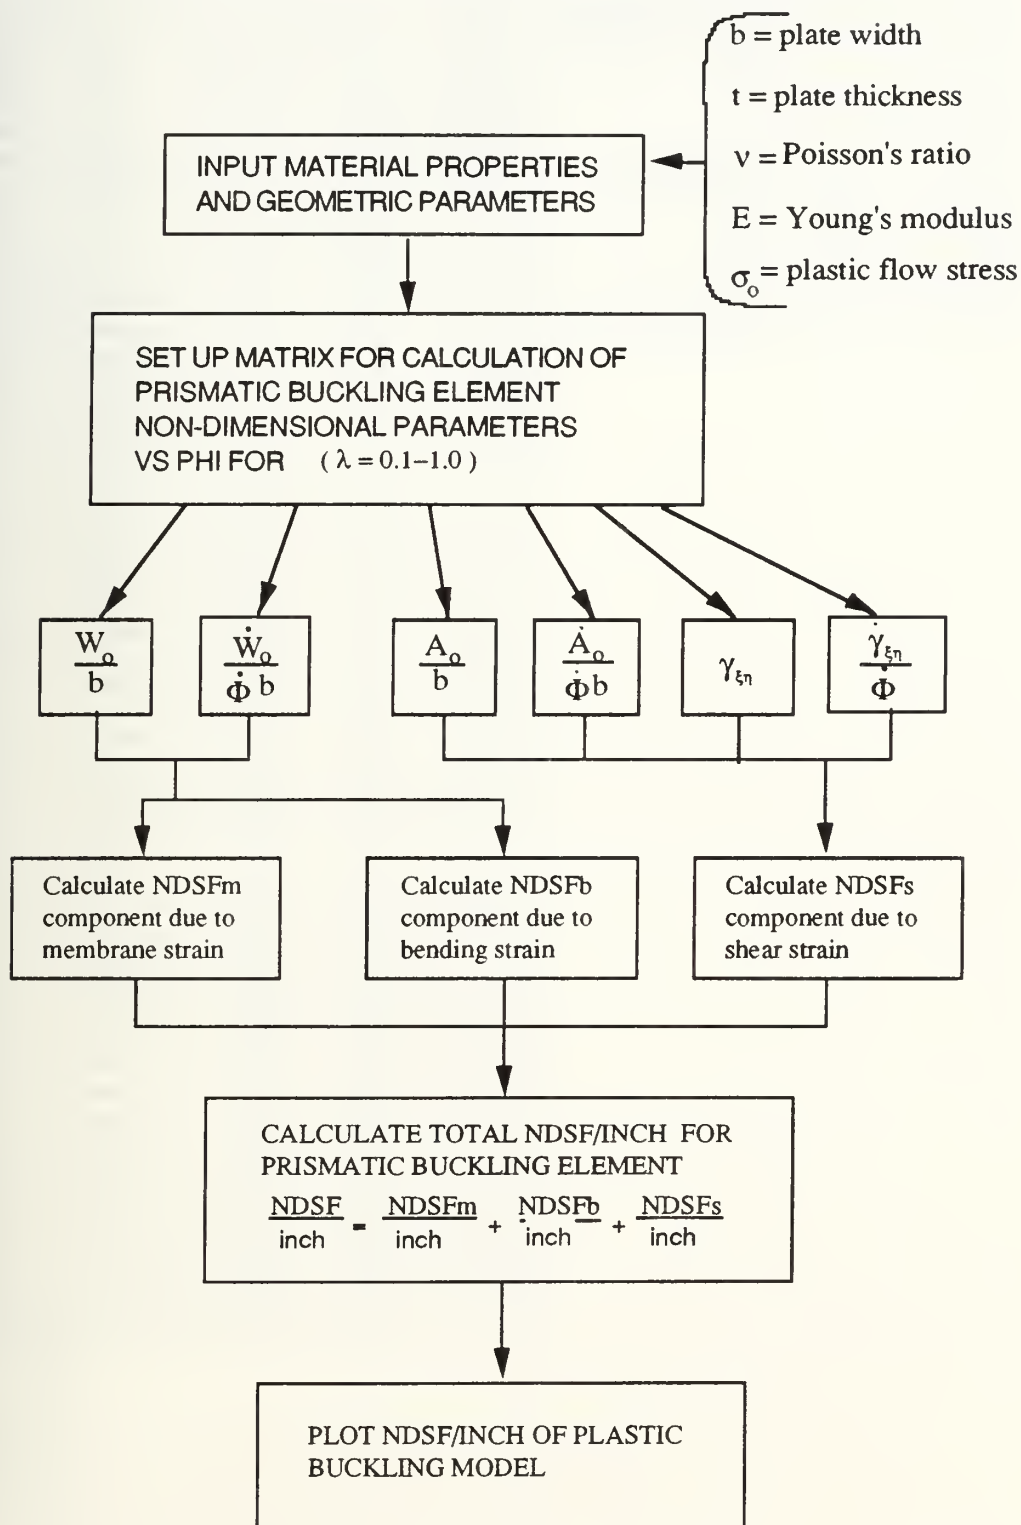 b = plate width
t = plate thickness
ν = Poisson's ratio
E = Young's modulus
σo = plastic flow stress
INPUT MATERIAL PROPERTIES
AND GEOMETRIC PARAMETERS
SET UP MATRIX FOR CALCULATION OF
PRISMATIC BUCKLING ELEMENT
NON-DIMENSIONAL PARAMETERS
VS PHI FOR ( λ = 0.1–1.0 )
Wo
b
Ẇo
Φ̇ b
Ao
b
Ȧo
Φ̇ b
γξη
γ̇ξη
Φ̇
Calculate NDSFm
component due to
membrane strain
Calculate NDSFb
component due to
bending strain
Calculate NDSFs
component due to
shear strain
CALCULATE TOTAL NDSF/INCH FOR
PRISMATIC BUCKLING ELEMENT
NDSF = NDSFm + NDSFb + NDSFs
inch inch inch inch
PLOT NDSF/INCH OF PLASTIC
BUCKLING MODEL